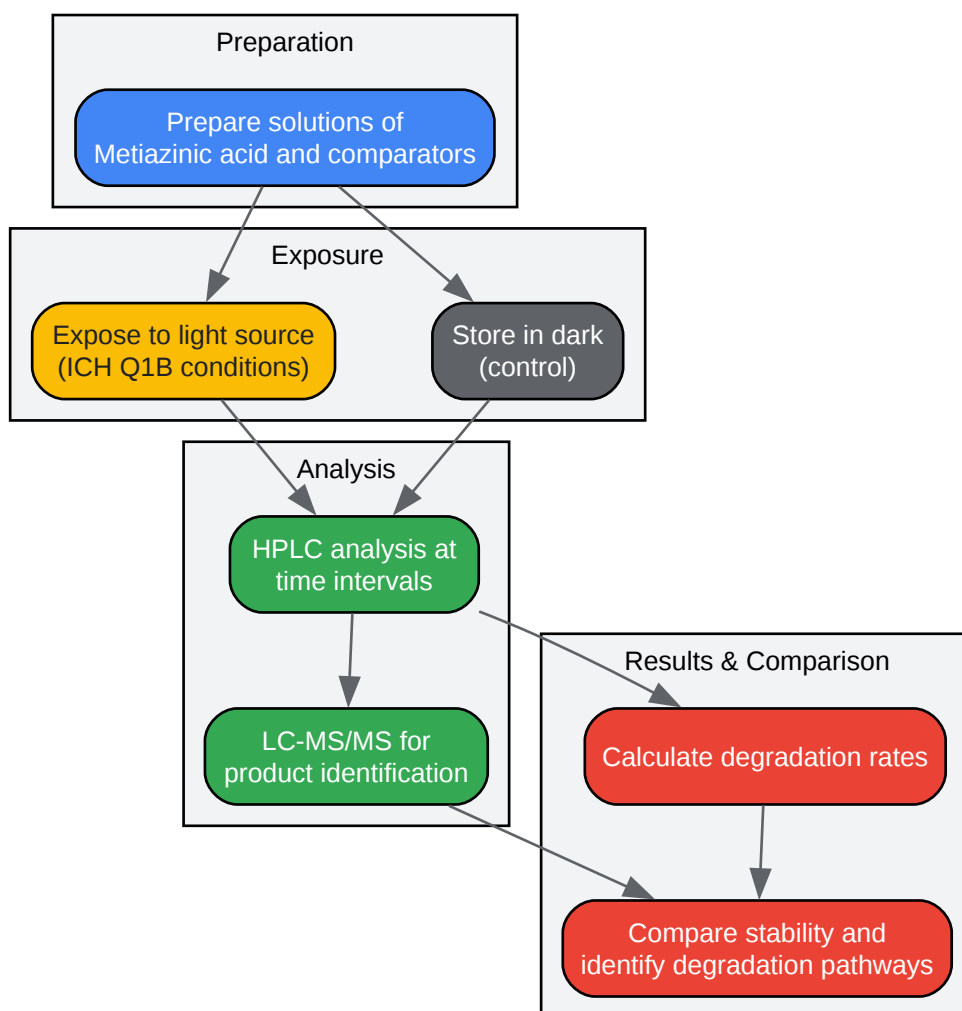 Preparation
Prepare solutions of
Metiazinic acid and comparators
Exposure
Expose to light source
(ICH Q1B conditions)
Store in dark
(control)
Analysis
HPLC analysis at
time intervals
LC-MS/MS for
product identification
Results & Comparison
Calculate degradation rates
Compare stability and
identify degradation pathways